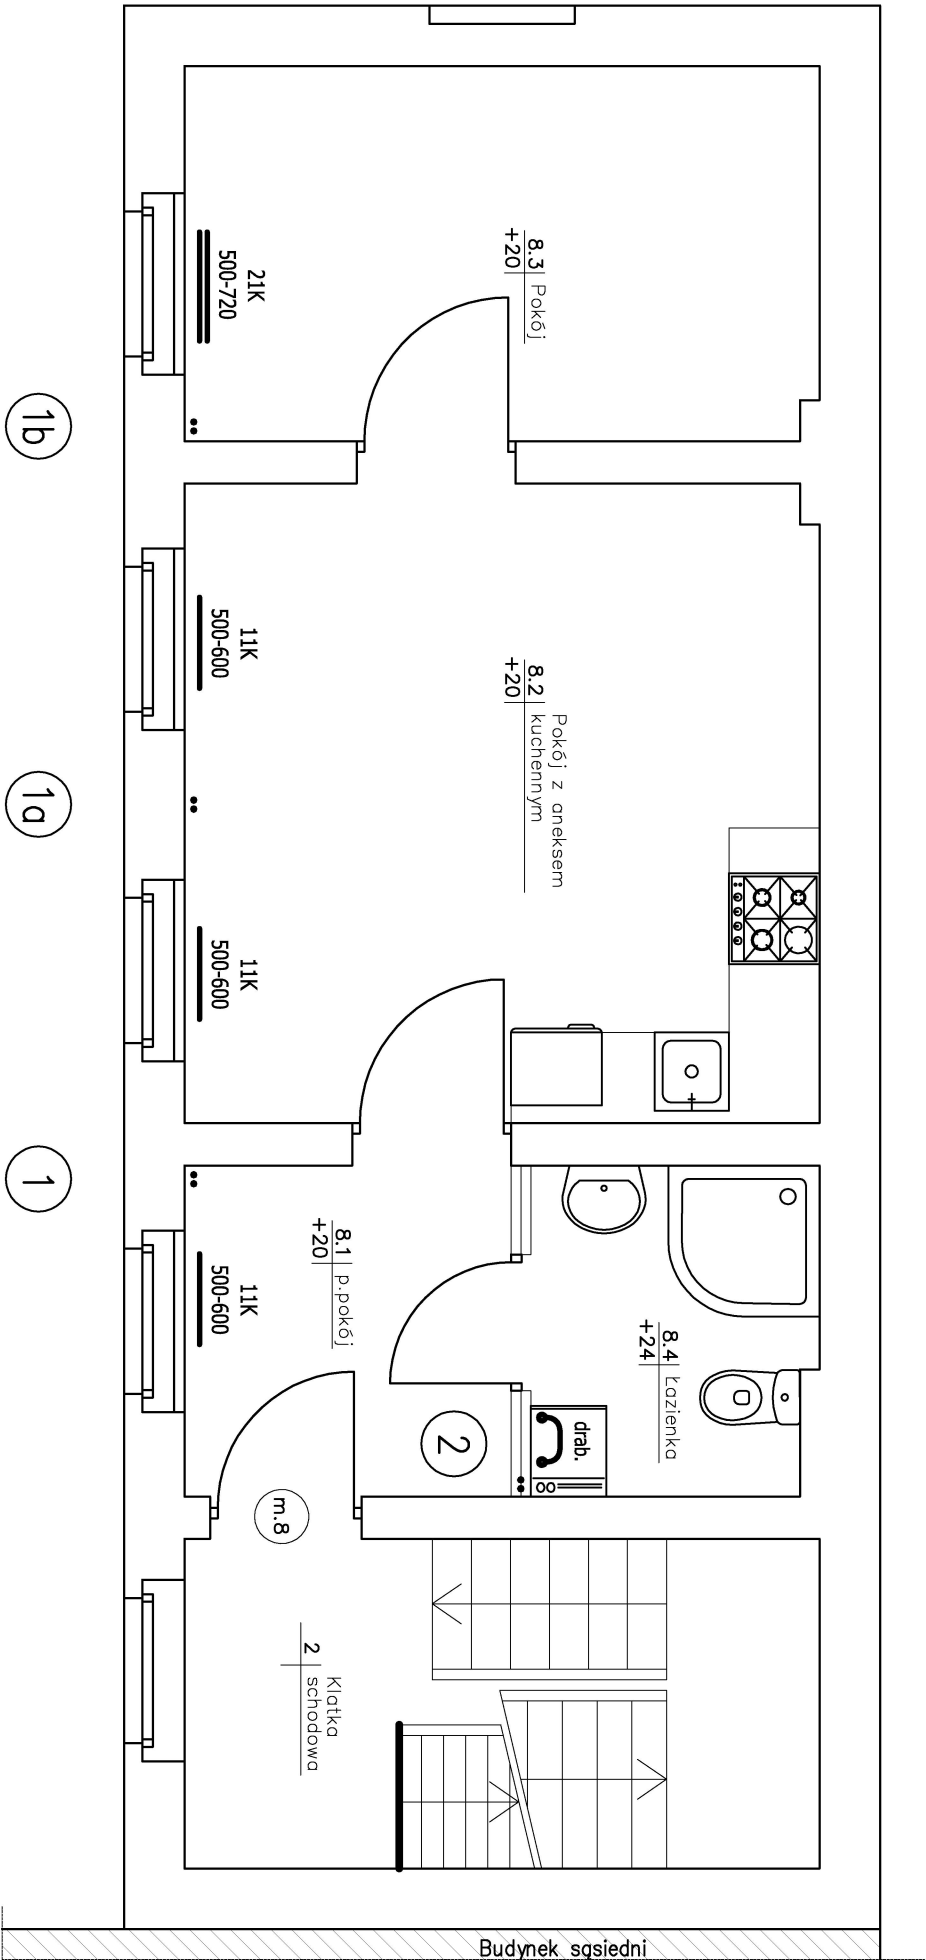 8.3 Pokój
+20
21K
500-720
1b
8.2 Pokój z aneksem
+20 kuchennym
11K
500-600
1a
11K
500-600
1
8.1 p.pokój
+20
11K
500-600
8.4 Łazienka
+24
drab.
2
m.8
2 Klatka
schodowa
Budynek sąsiedni